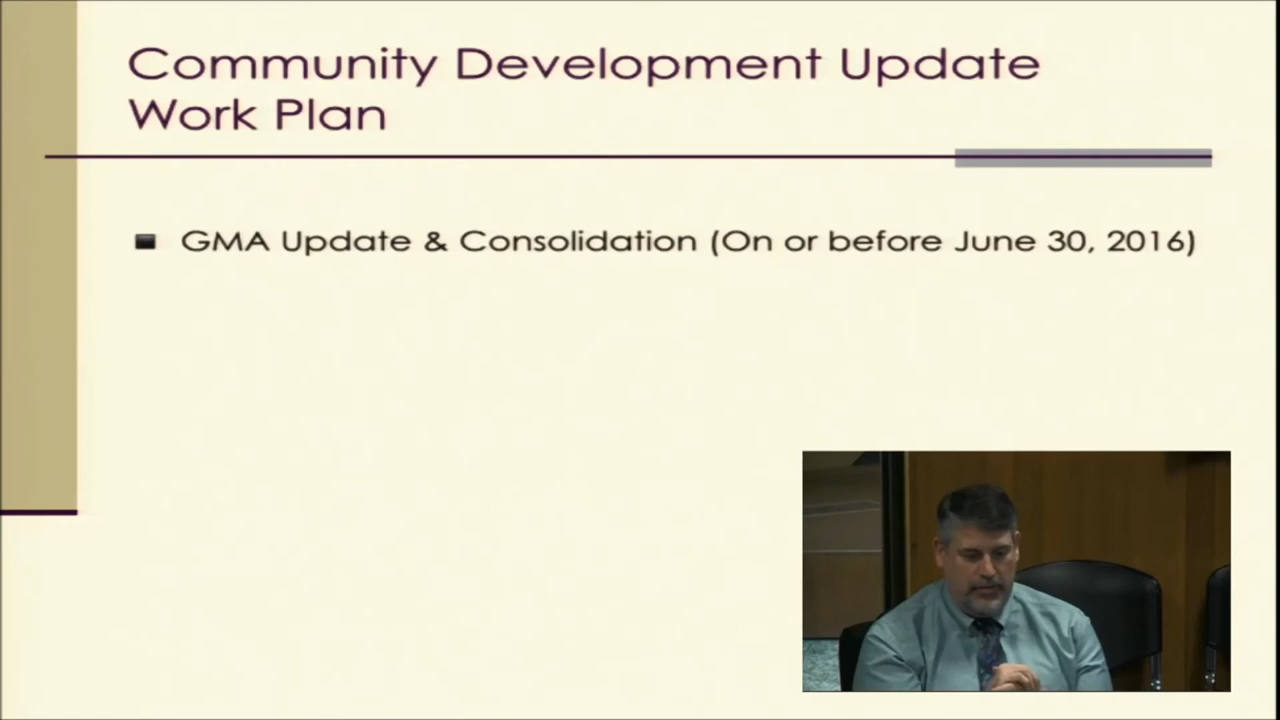 Community Development Update
Work Plan
GMA Update & Consolidation (On or before June 30, 2016)